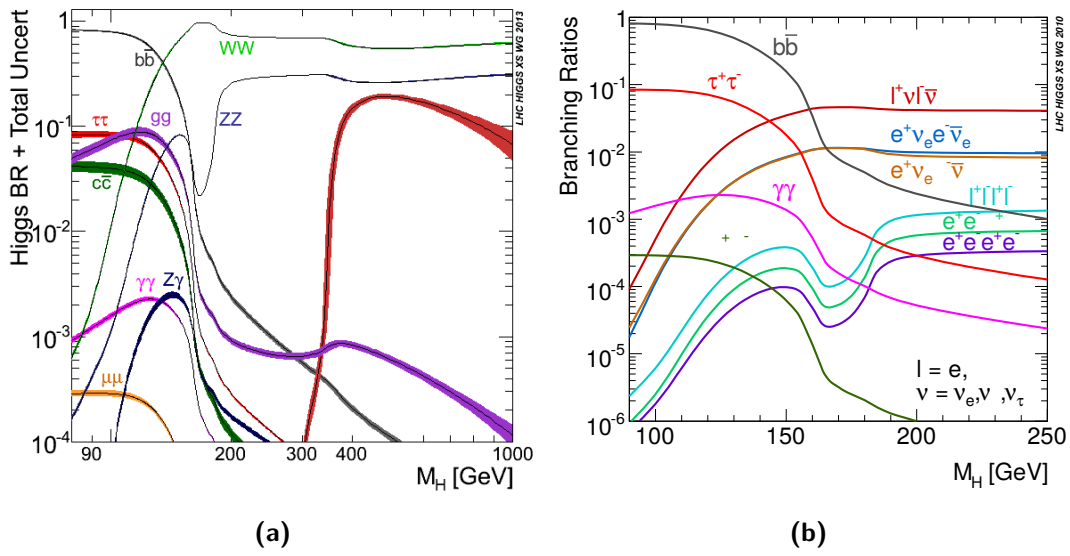 Higgs BR + Total Uncert
1
10⁻¹
10⁻²
10⁻³
10⁻⁴
LHC HIGGS XS WG 2013
WW
bb̅
ττ
gg
ZZ
cc̅
γγ
Zγ
μμ
90
200
300
400
1000
M_H [GeV]
(a)
Branching Ratios
1
10⁻¹
10⁻²
10⁻³
10⁻⁴
10⁻⁵
10⁻⁶
LHC HIGGS XS WG 2010
bb̅
τ⁺τ⁻
l⁺νl⁻ν̅
e⁺νₑe⁻ν̅ₑ
e⁺νₑ ⁻ν̅
γγ
l⁺l⁻l⁺l⁻
e⁺e⁻ ⁺
e⁺e⁻e⁺e⁻
+ -
l = e,
ν = νₑ,ν ,ν_τ
100
150
200
250
M_H [GeV]
(b)